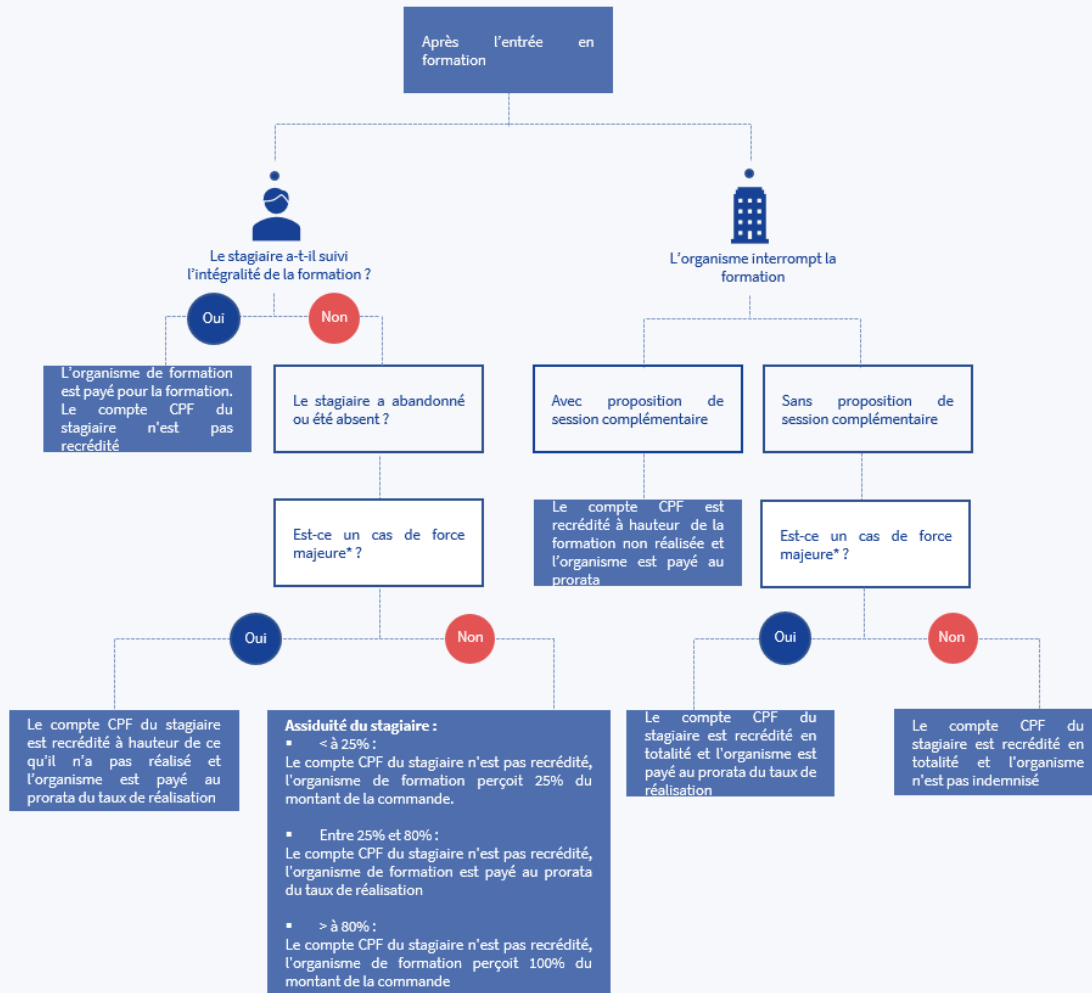 Après l'entrée en
formation
Le stagiaire a-t-il suivi
l'intégralité de la formation ?
L'organisme interrompt la
formation
Oui
Non
L'organisme de formation
est payé pour la formation.
Le compte CPF du
stagiaire n'est pas
recrédité
Le stagiaire a abandonné
ou été absent ?
Avec proposition de
session complémentaire
Sans proposition de
session complémentaire
Est-ce un cas de force
majeure* ?
Le compte CPF est
recrédité à hauteur de la
formation non réalisée et
l'organisme est payé au
prorata
Est-ce un cas de force
majeure* ?
Oui
Non
Oui
Non
Le compte CPF du stagiaire
est recrédité à hauteur de ce
qu'il n'a pas réalisé et
l'organisme est payé au
prorata du taux de réalisation
Assiduité du stagiaire :
▪ < à 25% :
Le compte CPF du stagiaire n'est pas recrédité,
l'organisme de formation perçoit 25% du
montant de la commande.
▪ Entre 25% et 80% :
Le compte CPF du stagiaire n'est pas recrédité,
l'organisme de formation est payé au prorata
du taux de réalisation
▪ > à 80% :
Le compte CPF du stagiaire n'est pas recrédité,
l'organisme de formation perçoit 100% du
montant de la commande
Le compte CPF du
stagiaire est recrédité en
totalité et l'organisme est
payé au prorata du taux de
réalisation
Le compte CPF du
stagiaire est recrédité en
totalité et l'organisme
n'est pas indemnisé